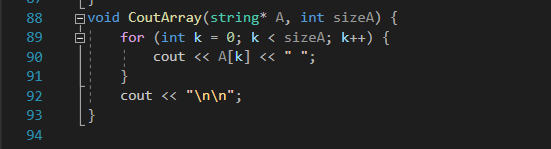 88 void CoutArray(string* A, int sizeA) {
89 for (int k = 0; k < sizeA; k++) {
90 cout << A[k] << " ";
91 }
92 cout << "\n\n";
93 }
94